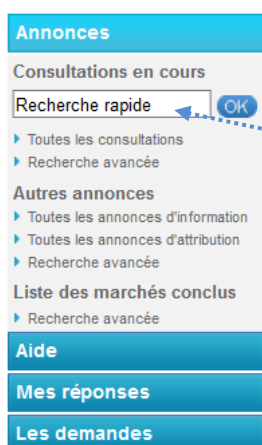 Annonces
Consultations en cours
Recherche rapide OK
Toutes les consultations
Recherche avancée
Autres annonces
Toutes les annonces d'information
Toutes les annonces d'attribution
Recherche avancée
Liste des marchés conclus
Recherche avancée
Aide
Mes réponses
Les demandes